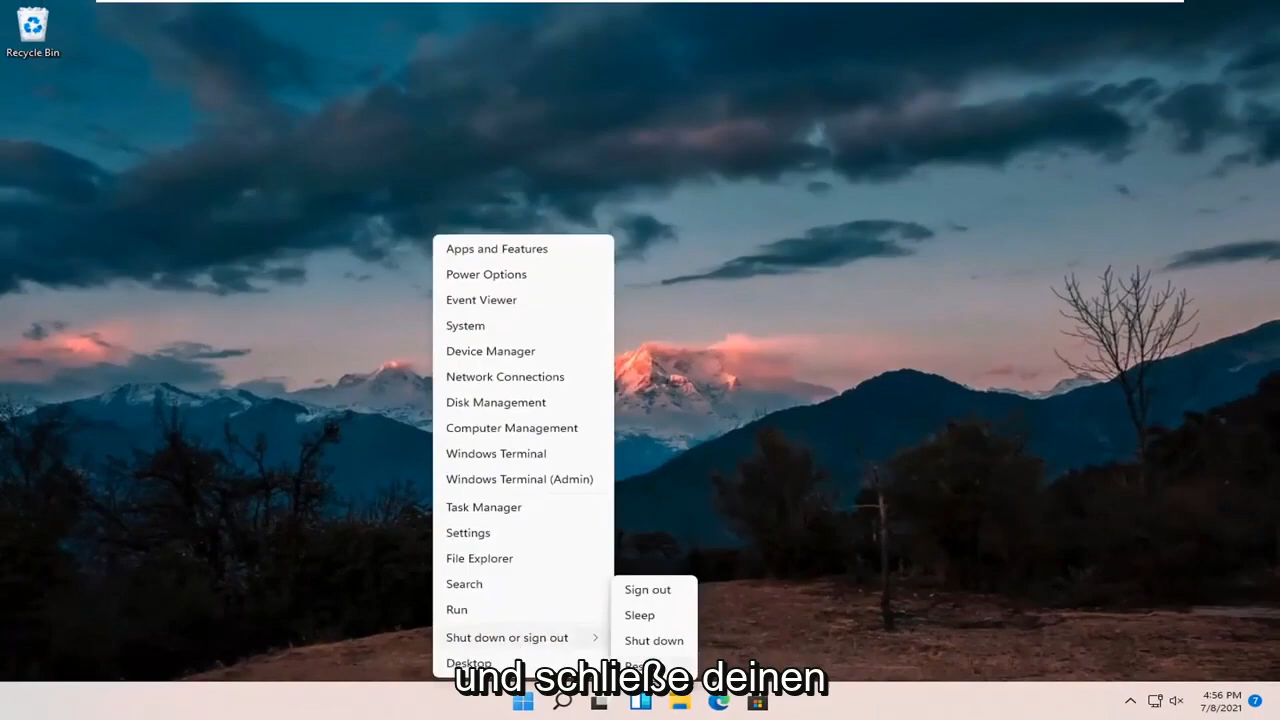 Recycle Bin
Apps and Features
Power Options
Event Viewer
System
Device Manager
Network Connections
Disk Management
Computer Management
Windows Terminal
Windows Terminal (Admin)
Task Manager
Settings
File Explorer
Search
Run
Shut down or sign out
Desktop
Sign out
Sleep
Shut down
und schließe deinen
4:56 PM
7/8/2021
7